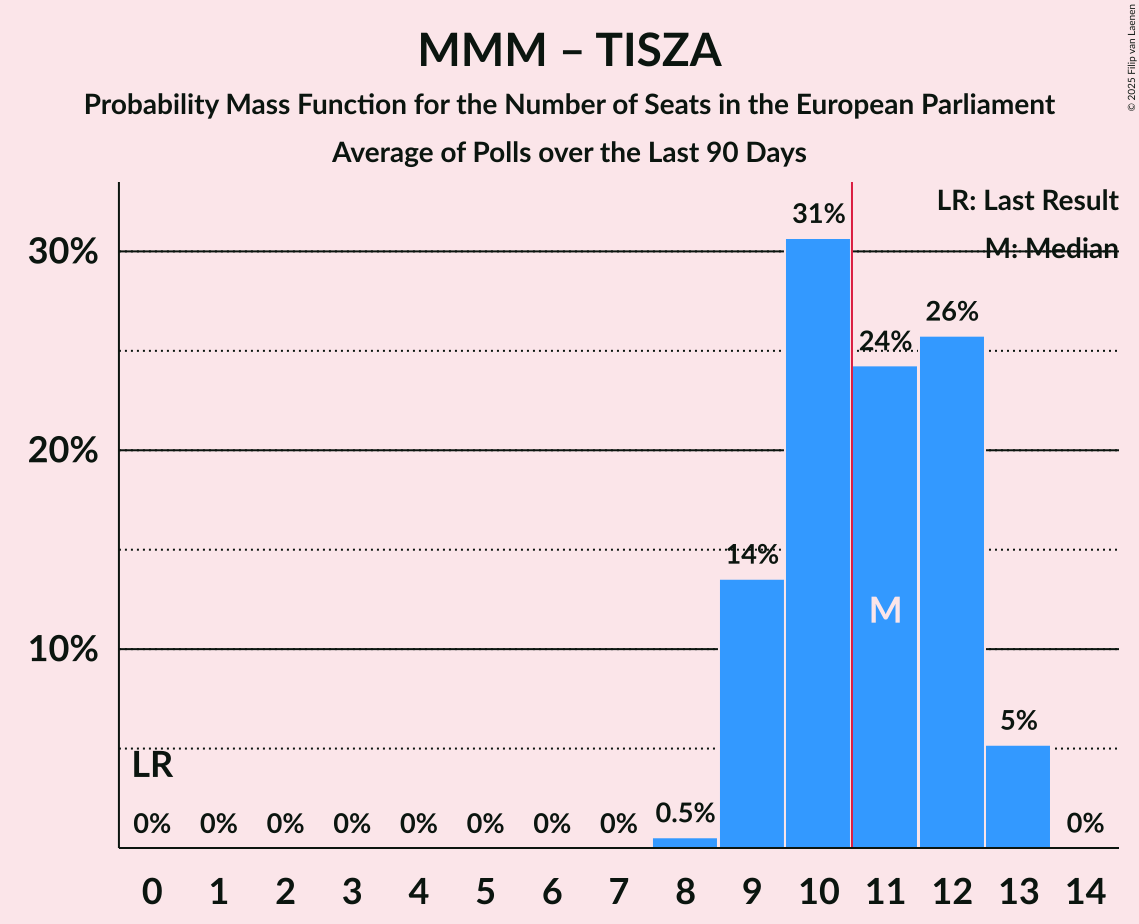 MMM – TISZA
Probability Mass Function for the Number of Seats in the European Parliament
Average of Polls over the Last 90 Days
© 2025 Filip van Laenen
LR: Last Result
M: Median
30%
20%
10%
31%
24%
26%
14%
M
5%
LR
0% 0% 0% 0% 0% 0% 0% 0% 0.5% 0%
0 1 2 3 4 5 6 7 8 9 10 11 12 13 14